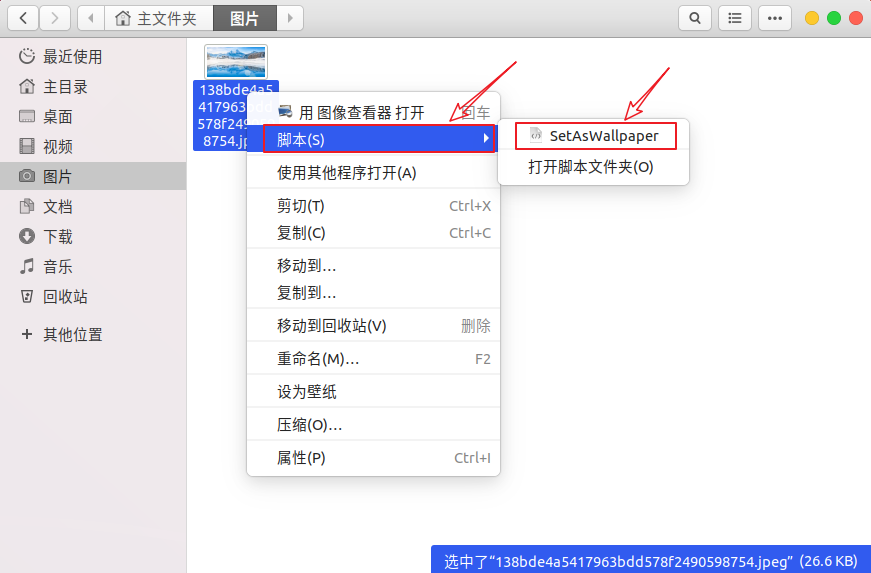 主文件夹
图片
最近使用
主目录
桌面
视频
图片
文档
下载
音乐
回收站
其他位置
138bde4a5
417963bdd
578f2490
8754.jp
用 图像查看器 打开 回车
脚本(S)
使用其他程序打开(A)
剪切(T) Ctrl+X
复制(C) Ctrl+C
移动到…
复制到…
移动到回收站(V) 删除
重命名(M)… F2
设为壁纸
压缩(O)…
属性(P) Ctrl+I
SetAsWallpaper
打开脚本文件夹(O)
选中了“138bde4a5417963bdd578f2490598754.jpeg” (26.6 KB)